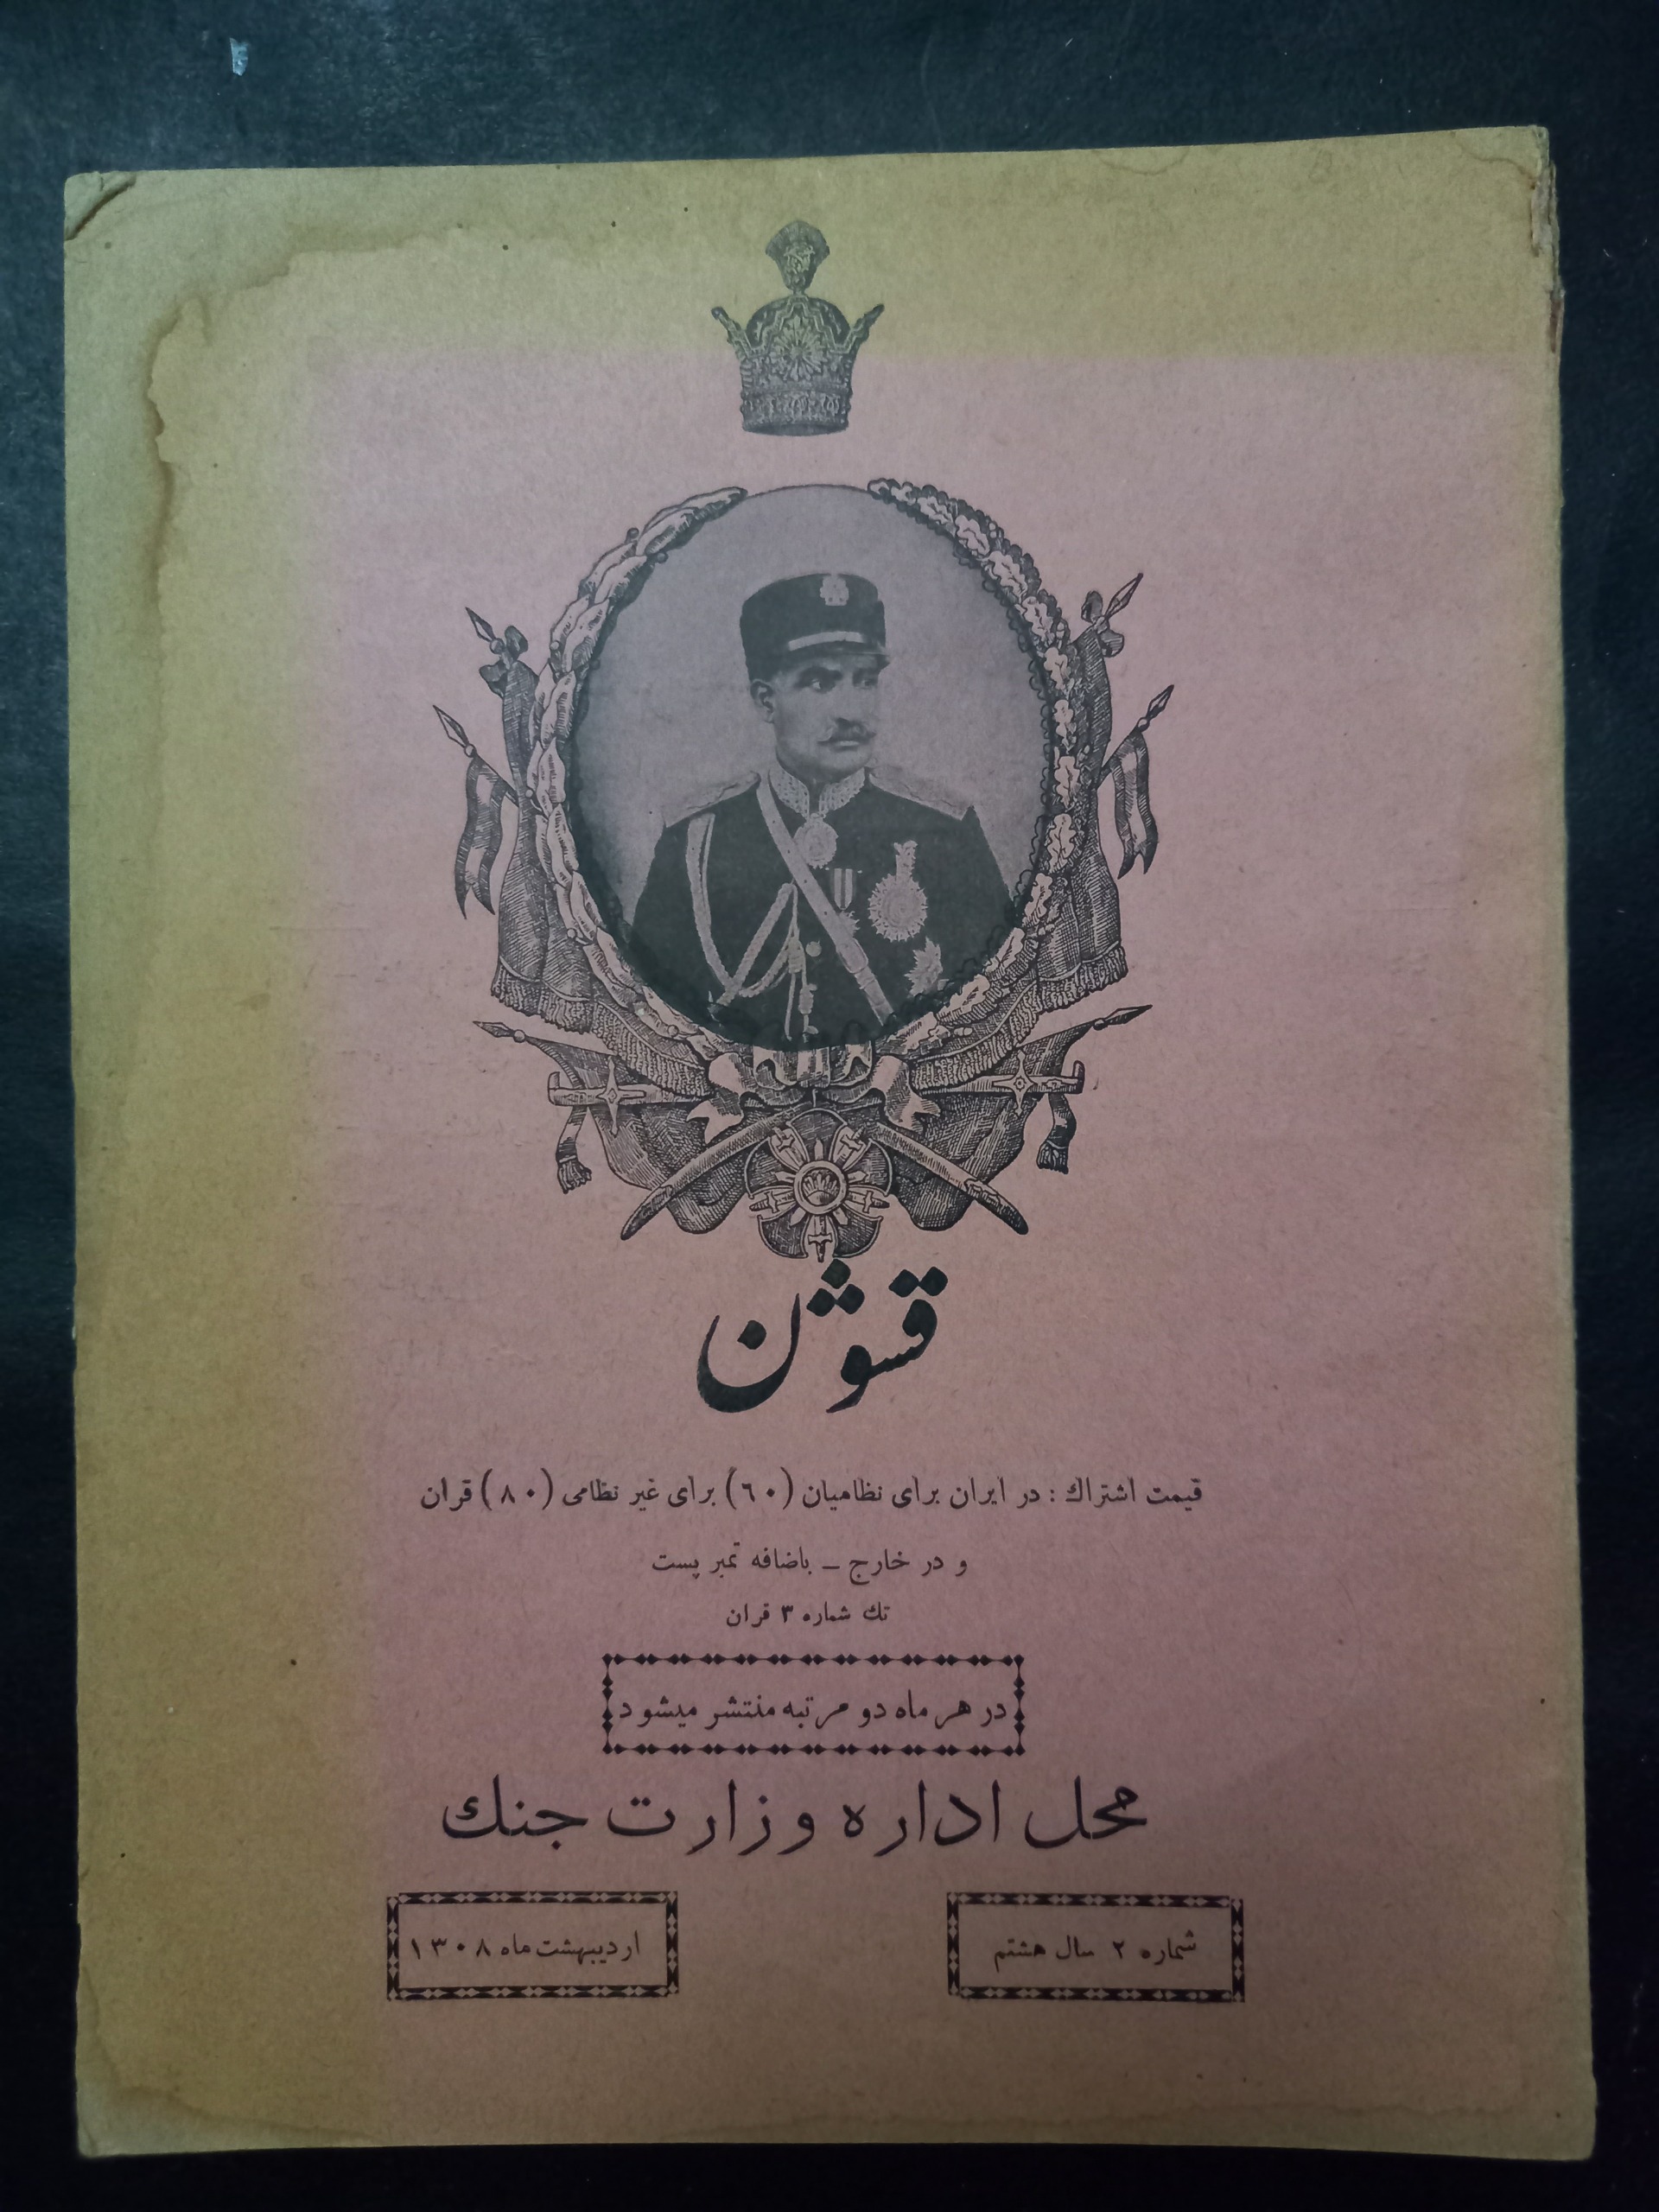 قشون
قیمت اشتراك : در ایران برای نظامیان (٦٠) برای غیر نظامی (٨٠) قران
و در خارج – باضافه تمبر پست
تك شماره ۳ قران
در هر ماه دو مرتبه منتشر میشود
محل اداره وزارت جنك
شماره ۲ سال هشتم
اردیبهشت ماه ۱۳۰۸